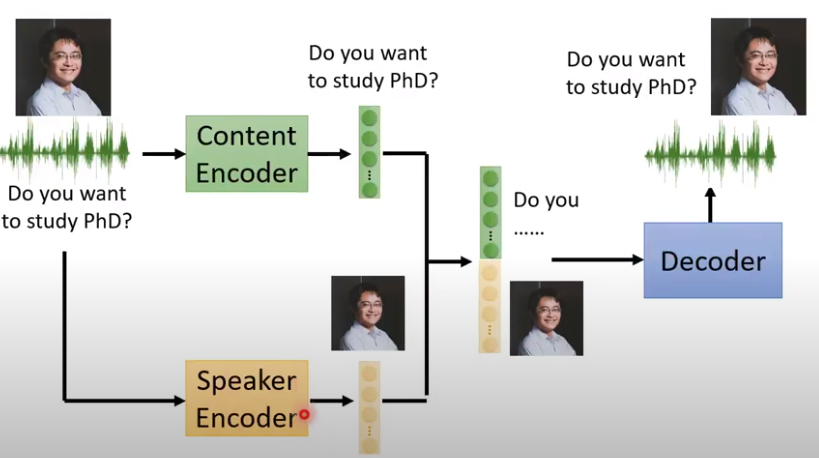 Do you want
to study PhD?
Content
Encoder
Do you want
to study PhD?
Do you
......
Do you want
to study PhD?
Decoder
Speaker
Encoder